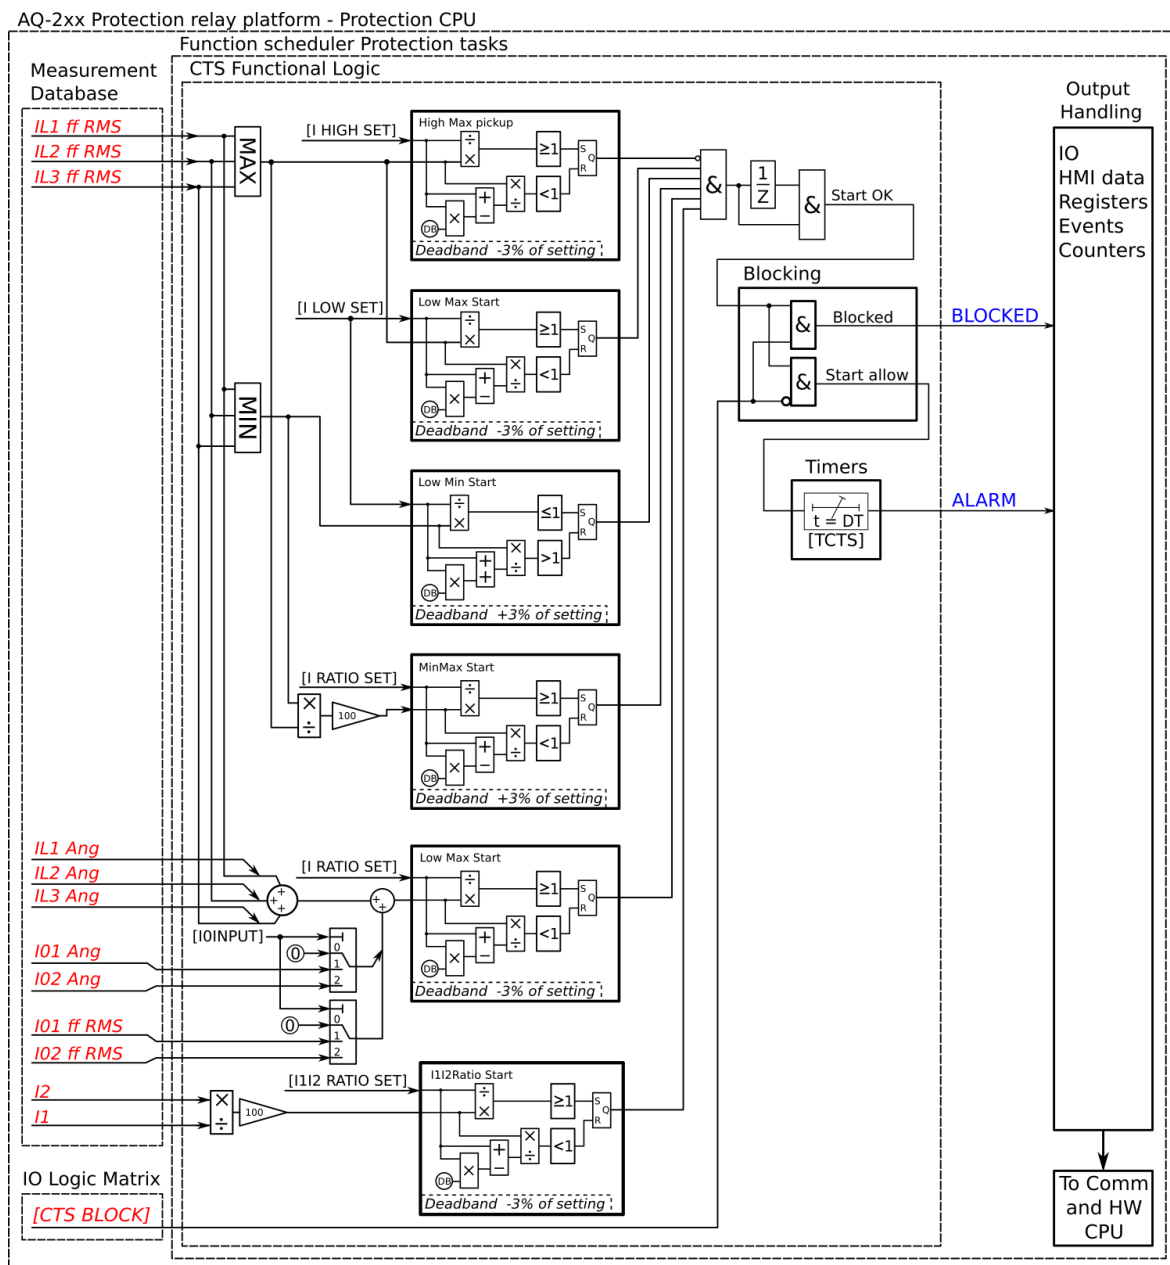 AQ-2xx Protection relay platform - Protection CPU
Function scheduler Protection tasks
CTS Functional Logic
Measurement
Database
IL1 ff RMS
IL2 ff RMS
IL3 ff RMS
MAX
[I HIGH SET]
High Max pickup
÷
×
≥1
S
Q
R
×
÷
<1
+
−
×
DB
Deadband -3% of setting
&
1
Z
&
Start OK
Output
Handling
IO
HMI data
Registers
Events
Counters
[I LOW SET]
Low Max Start
÷
×
≥1
S
Q
R
×
÷
<1
+
−
×
DB
Deadband -3% of setting
Blocking
&
Blocked
BLOCKED
&
Start allow
MIN
Low Min Start
÷
×
≤1
S
Q
R
×
÷
>1
+
+
×
DB
Deadband +3% of setting
Timers
t = DT
[TCTS]
ALARM
[I RATIO SET]
×
÷
100
MinMax Start
÷
×
≥1
S
Q
R
×
÷
<1
+
−
×
DB
Deadband +3% of setting
IL1 Ang
IL2 Ang
IL3 Ang
+
+
+
[I RATIO SET]
+
+
Low Max Start
÷
×
≥1
S
Q
R
×
÷
<1
+
−
×
DB
Deadband -3% of setting
[I0INPUT]
I01 Ang
I02 Ang
0
0
1
2
I01 ff RMS
I02 ff RMS
0
0
1
2
I2
I1
×
÷
100
[I1I2 RATIO SET]
I1I2Ratio Start
÷
×
≥1
S
Q
R
×
÷
<1
+
−
×
DB
Deadband -3% of setting
IO Logic Matrix
[CTS BLOCK]
To Comm
and HW
CPU